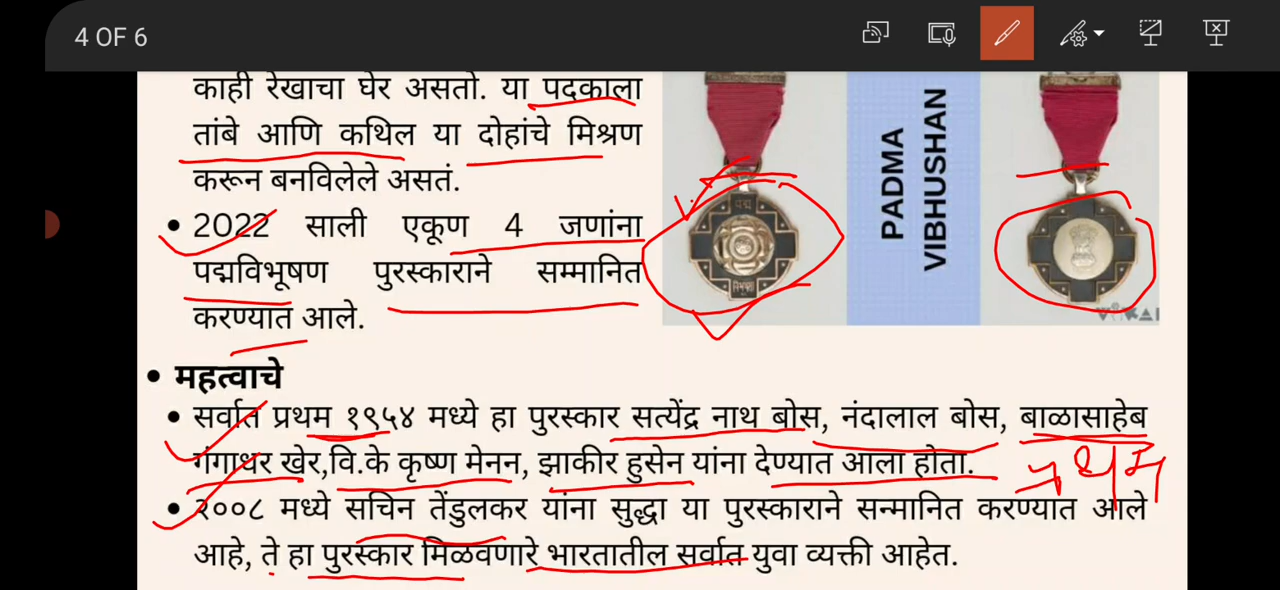 4 OF 6
काही रेखाचा घेर असतो. या पदकाला
तांबे आणि कथिल या दोहांचे मिश्रण
करून बनविलेले असतं.
• 2022 साली एकूण 4 जणांना
पद्मविभूषण पुरस्काराने सम्मानित
करण्यात आले.
PADMA
VIBHUSHAN
• महत्वाचे
• सर्वात प्रथम १९५४ मध्ये हा पुरस्कार सत्येंद्र नाथ बोस, नंदालाल बोस, बाळासाहेब
गंगाधर खेर,वि.के कृष्ण मेनन, झाकीर हुसेन यांना देण्यात आला होता.
प्रथम
• २००८ मध्ये सचिन तेंडुलकर यांना सुद्धा या पुरस्काराने सन्मानित करण्यात आले
आहे, ते हा पुरस्कार मिळवणारे भारतातील सर्वात युवा व्यक्ती आहेत.